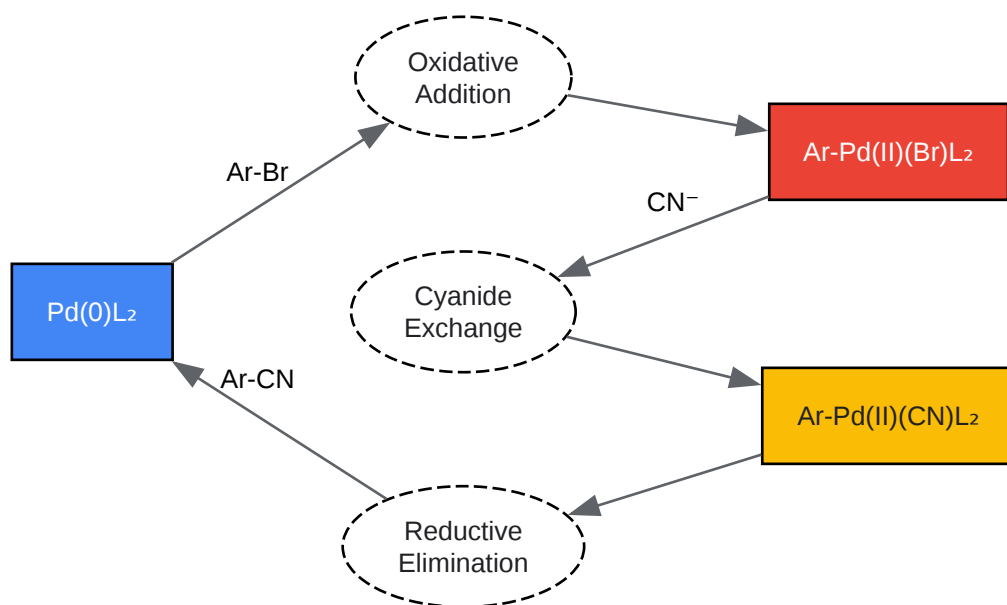 Oxidative
Addition
Ar-Pd(II)(Br)L₂
Ar-Br
CN⁻
Pd(0)L₂
Cyanide
Exchange
Ar-CN
Ar-Pd(II)(CN)L₂
Reductive
Elimination